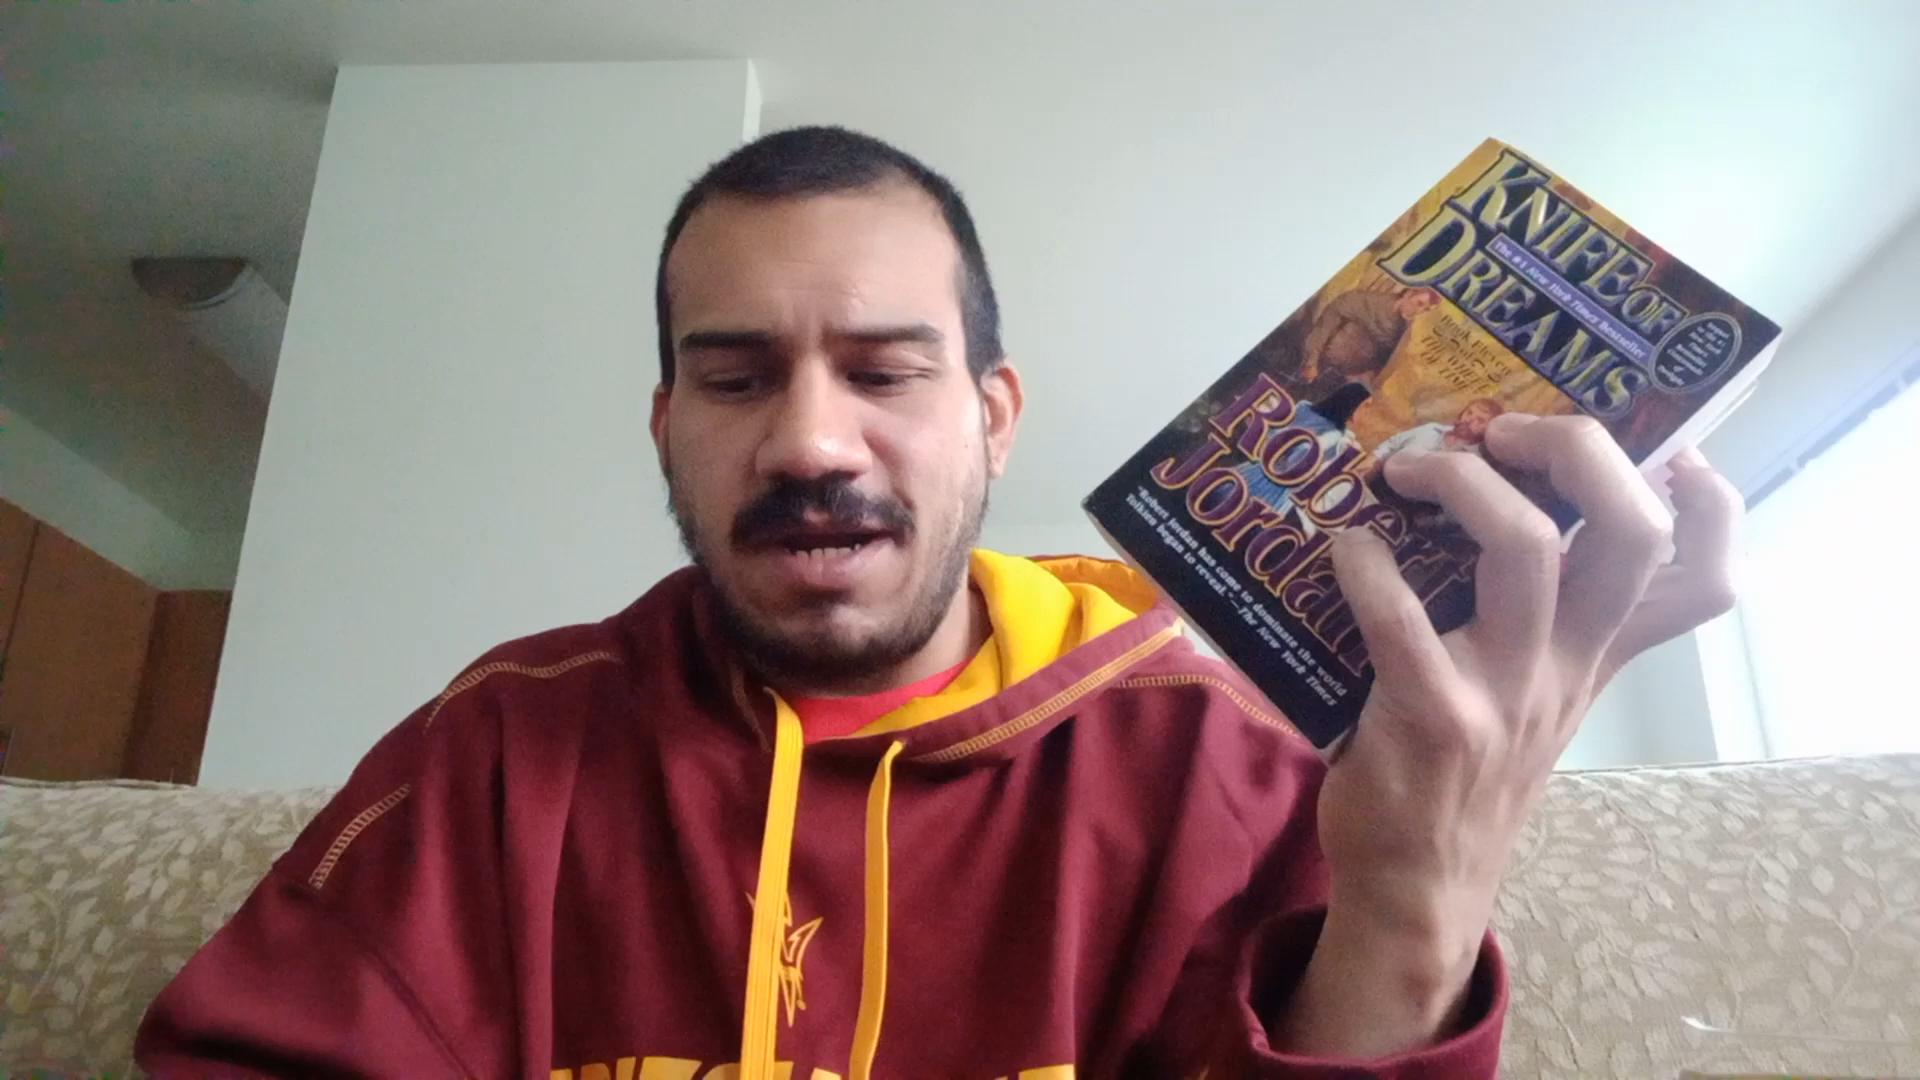 KNIFE OF
DREAMS
The #1 New York Times Bestseller
Book Eleven
of
THE WHEEL
OF TIME
Robert
Jordan
"Robert Jordan has come to dominate the world
Tolkien began to reveal."—The New York Times